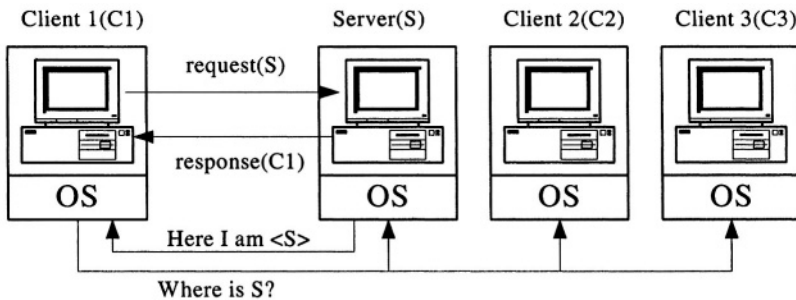 Client 1(C1) Server(S) Client 2(C2) Client 3(C3)
request(S)
response(C1)
OS OS OS OS
Here I am <S>
Where is S?